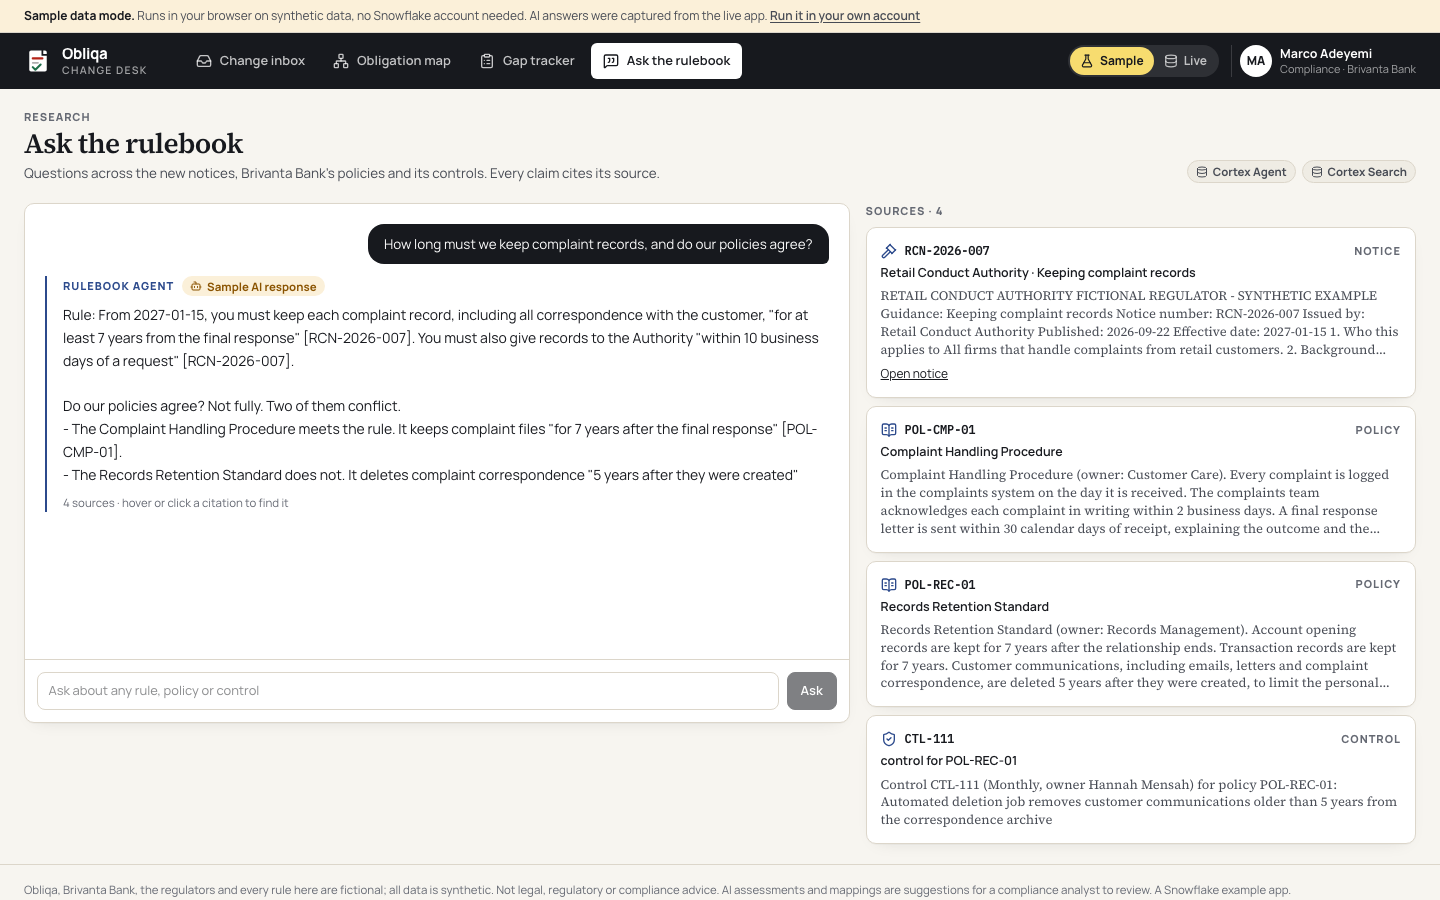 Sample data mode. Runs in your browser on synthetic data, no Snowflake account needed. AI answers were captured from the live app. Run it in your own account
Obliqa
CHANGE DESK
Change inbox
Obligation map
Gap tracker
Ask the rulebook
Sample
Live
MA
Marco Adeyemi
Compliance · Brivanta Bank
RESEARCH
Ask the rulebook
Questions across the new notices, Brivanta Bank's policies and its controls. Every claim cites its source.
Cortex Agent
Cortex Search
How long must we keep complaint records, and do our policies agree?
RULEBOOK AGENT
Sample AI response
Rule: From 2027-01-15, you must keep each complaint record, including all correspondence with the customer, "for at
least 7 years from the final response" [RCN-2026-007]. You must also give records to the Authority "within 10 business
days of a request" [RCN-2026-007].
Do our policies agree? Not fully. Two of them conflict.
- The Complaint Handling Procedure meets the rule. It keeps complaint files "for 7 years after the final response" [POL-
CMP-01].
- The Records Retention Standard does not. It deletes complaint correspondence "5 years after they were created"
4 sources · hover or click a citation to find it
Ask about any rule, policy or control
Ask
SOURCES · 4
RCN-2026-007
NOTICE
Retail Conduct Authority · Keeping complaint records
RETAIL CONDUCT AUTHORITY FICTIONAL REGULATOR - SYNTHETIC EXAMPLE
Guidance: Keeping complaint records Notice number: RCN-2026-007 Issued by:
Retail Conduct Authority Published: 2026-09-22 Effective date: 2027-01-15 1. Who this
applies to All firms that handle complaints from retail customers. 2. Background...
Open notice
POL-CMP-01
POLICY
Complaint Handling Procedure
Complaint Handling Procedure (owner: Customer Care). Every complaint is logged
in the complaints system on the day it is received. The complaints team
acknowledges each complaint in writing within 2 business days. A final response
letter is sent within 30 calendar days of receipt, explaining the outcome and the...
POL-REC-01
POLICY
Records Retention Standard
Records Retention Standard (owner: Records Management). Account opening
records are kept for 7 years after the relationship ends. Transaction records are kept
for 7 years. Customer communications, including emails, letters and complaint
correspondence, are deleted 5 years after they were created, to limit the personal...
CTL-111
CONTROL
control for POL-REC-01
Control CTL-111 (Monthly, owner Hannah Mensah) for policy POL-REC-01:
Automated deletion job removes customer communications older than 5 years from
the correspondence archive
Obliqa, Brivanta Bank, the regulators and every rule here are fictional; all data is synthetic. Not legal, regulatory or compliance advice. AI assessments and mappings are suggestions for a compliance analyst to review. A Snowflake example app.